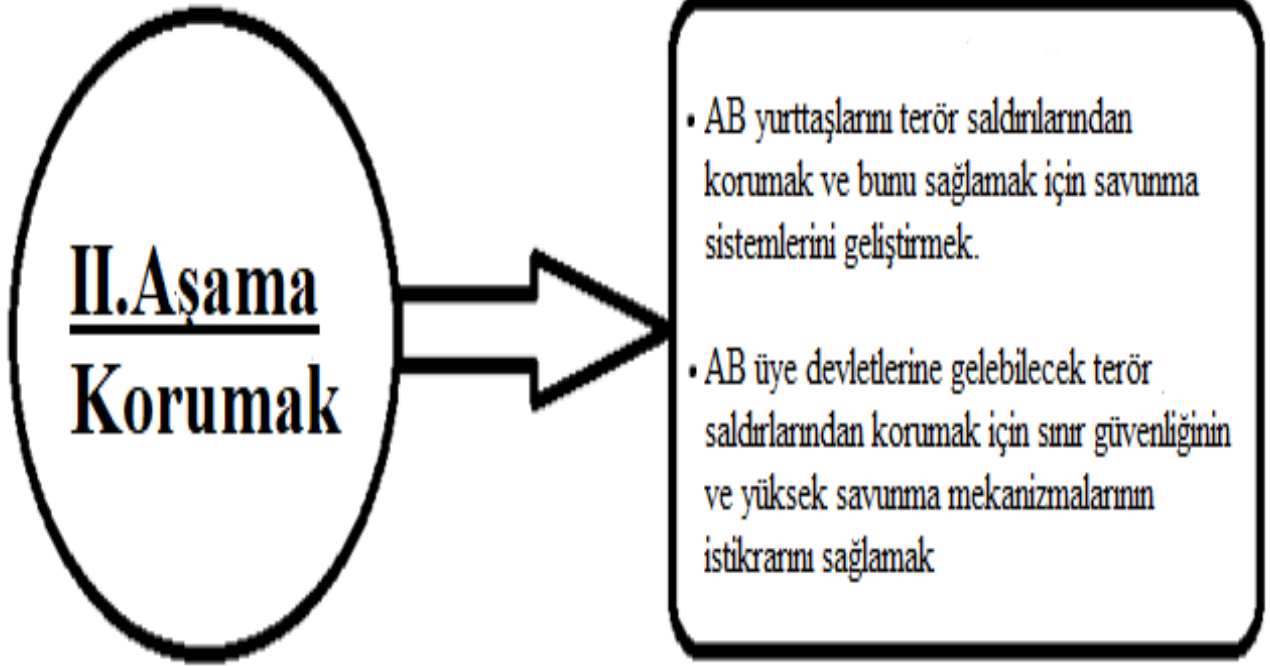 II.Aşama
Korumak
• AB yurttaşlarını terör saldırılarından
korumak ve bunu sağlamak için savunma
sistemlerini geliştirmek.
• AB üye devletlerine gelebilecek terör
saldırlarından korumak için sınır güvenliğinin
ve yüksek savunma mekanizmalarının
istikrarını sağlamak